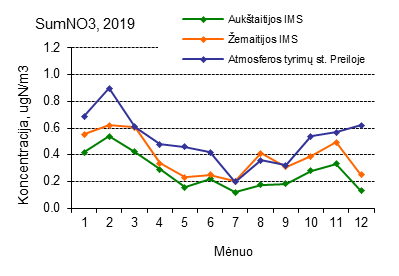 SumNO3, 2019
Aukštaitijos IMS
Žemaitijos IMS
Atmosferos tyrimų st. Preiloje
Koncentracija, ugN/m3
1.2
1.0
0.8
0.6
0.4
0.2
0.0
1 2 3 4 5 6 7 8 9 10 11 12
Mėnuo